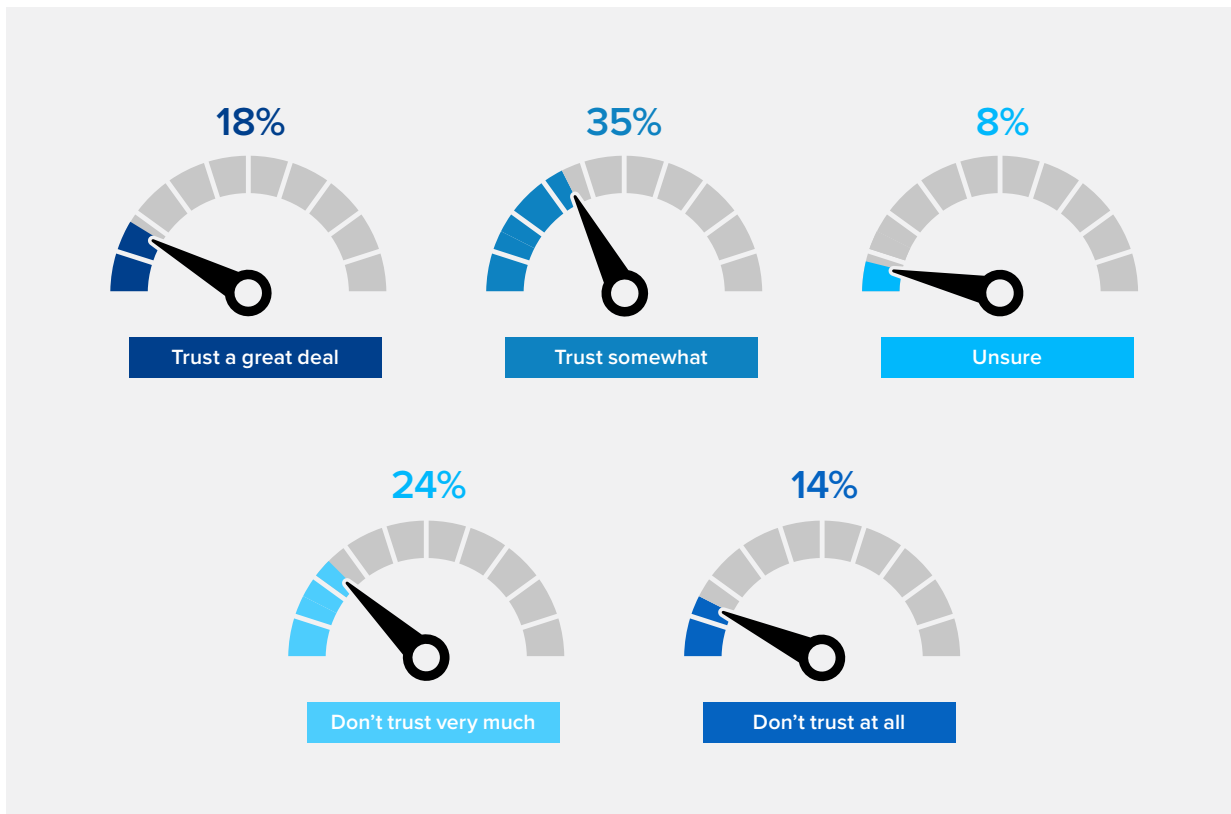 18%
35%
8%
Trust a great deal
Trust somewhat
Unsure
24%
14%
Don’t trust very much
Don’t trust at all